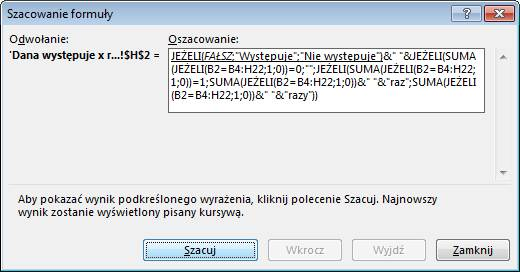 Szacowanie formuły
Odwołanie:
Oszacowanie:
'Dana występuje x r...!$H$2 =
JEŻELI(FAŁSZ;"Występuje";"Nie występuje")&" "&JEŻELI(SUMA
(JEŻELI(B2=B4:H22;1;0))=0;"";JEŻELI(SUMA(JEŻELI(B2=B4:H22;
1;0))=1;SUMA(JEŻELI(B2=B4:H22;1;0))&" "&"raz";SUMA(JEŻELI
(B2=B4:H22;1;0))&" "&"razy"))
Aby pokazać wynik podkreślonego wyrażenia, kliknij polecenie Szacuj. Najnowszy
wynik zostanie wyświetlony pisany kursywą.
Szacuj
Wkrocz
Wyjdź
Zamknij